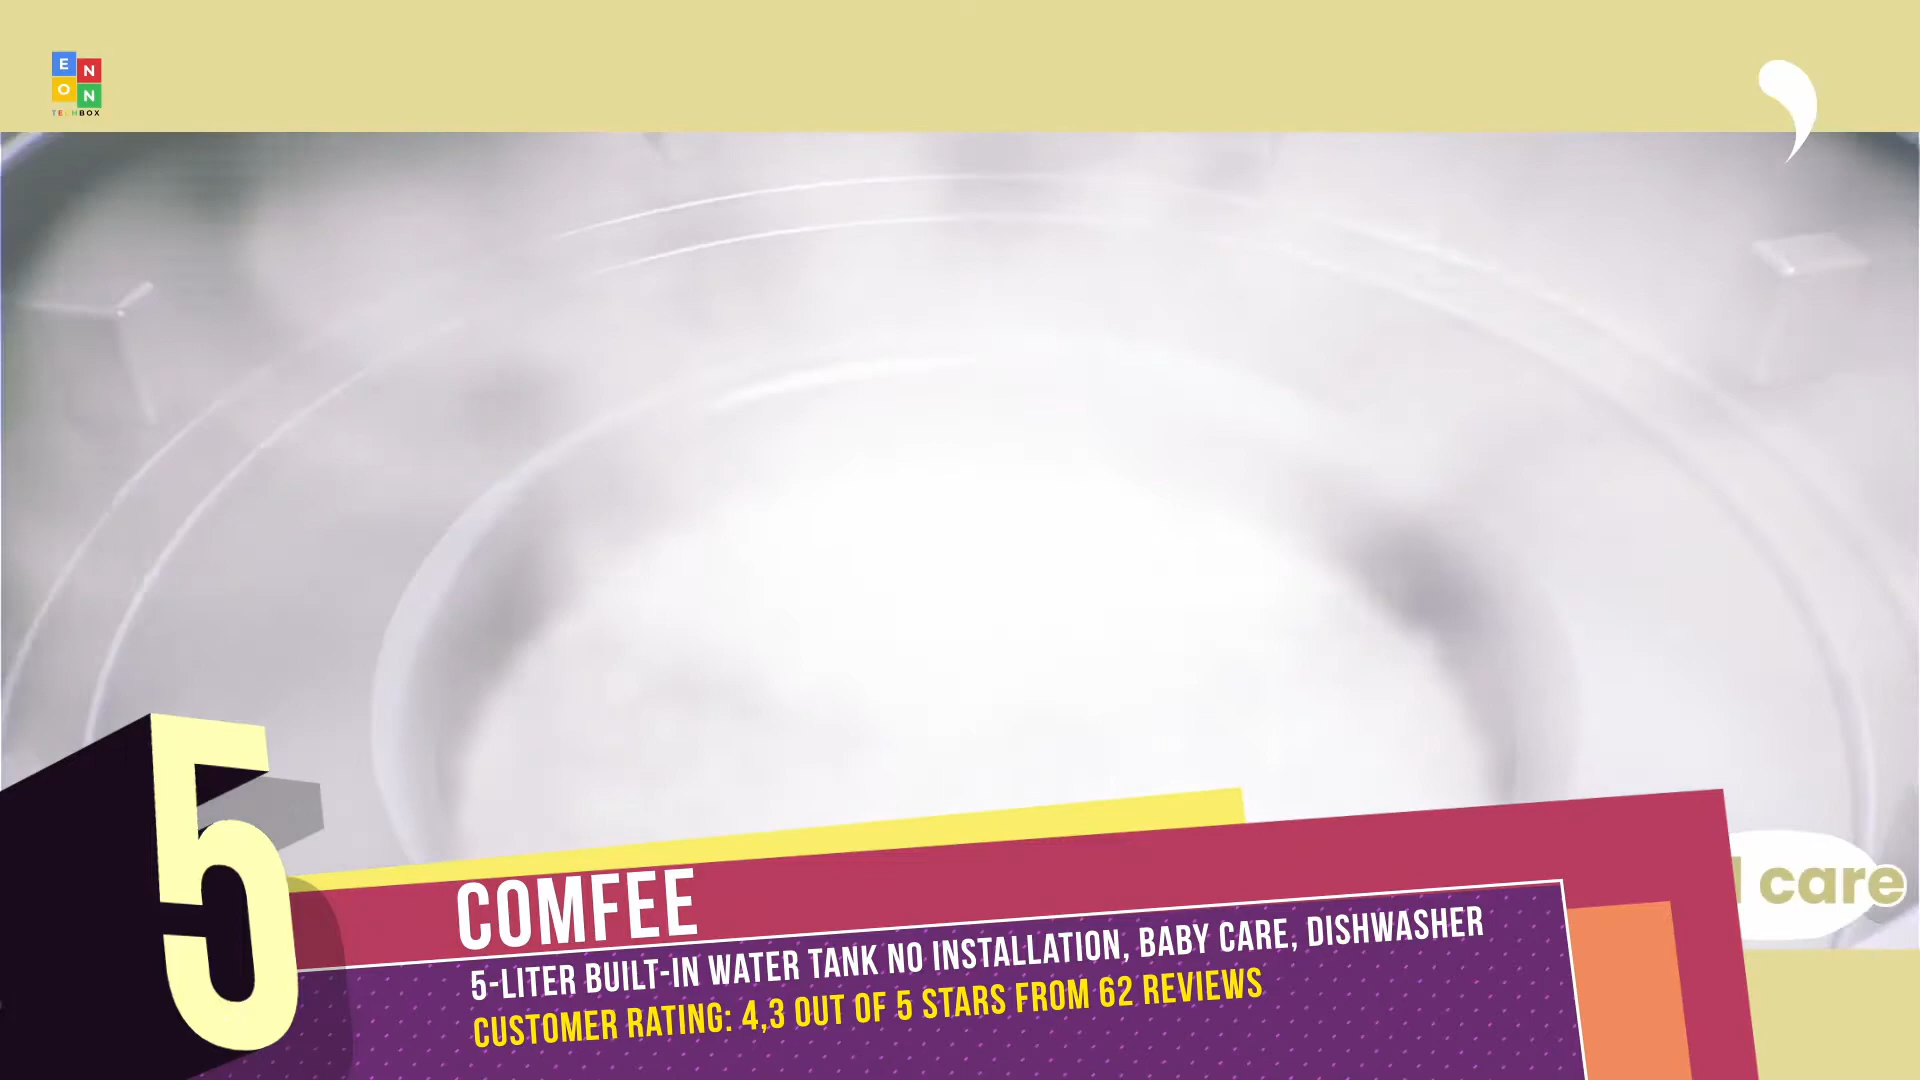 E N
O N
TECHBOX
care
5
COMFEE
5-LITER BUILT-IN WATER TANK NO INSTALLATION, BABY CARE, DISHWASHER
CUSTOMER RATING: 4,3 OUT OF 5 STARS FROM 62 REVIEWS